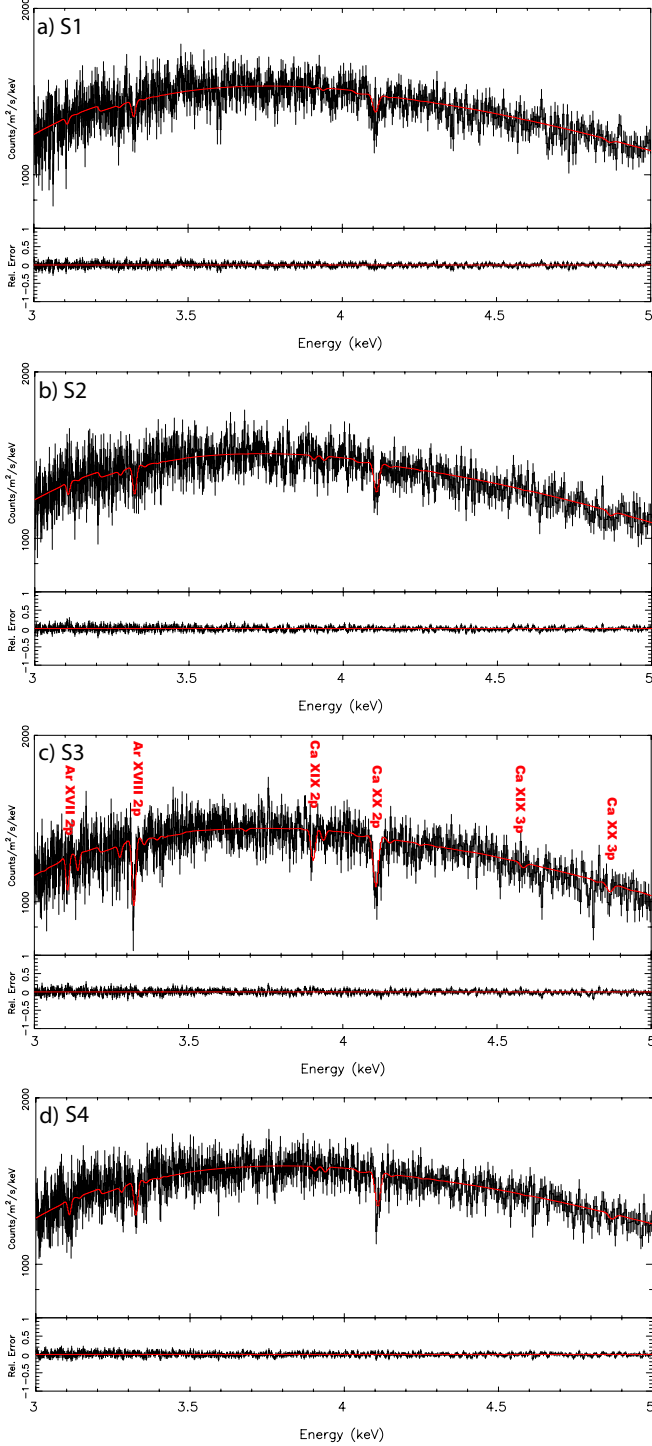 a) S1
2000
1000
Counts/m²/s/keV
Rel. Error
1
0.5
0
−0.5
−1
3 3.5 4 4.5 5
Energy (keV)
b) S2
2000
1000
Counts/m²/s/keV
Rel. Error
1
0.5
0
−0.5
−1
3 3.5 4 4.5 5
Energy (keV)
c) S3
2000
1000
Counts/m²/s/keV
Ar XVII 2p
Ar XVIII 2p
Ca XIX 2p
Ca XX 2p
Ca XIX 3p
Ca XX 3p
Rel. Error
1
0.5
0
−0.5
−1
3 3.5 4 4.5 5
Energy (keV)
d) S4
2000
1000
Counts/m²/s/keV
Rel. Error
1
0.5
0
−0.5
−1
3 3.5 4 4.5 5
Energy (keV)